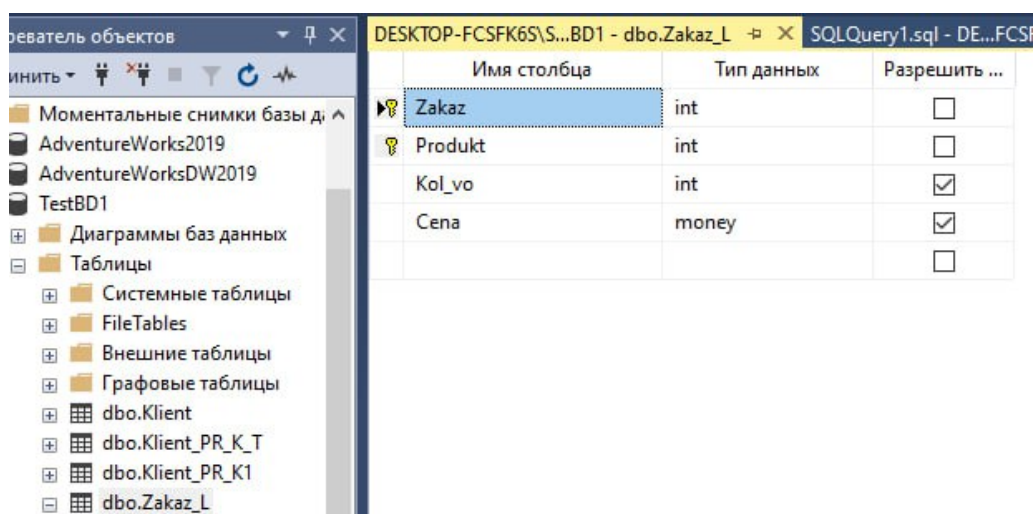 реватель объектов
инить
Моментальные снимки базы д
AdventureWorks2019
AdventureWorksDW2019
TestBD1
Диаграммы баз данных
Таблицы
Системные таблицы
FileTables
Внешние таблицы
Графовые таблицы
dbo.Klient
dbo.Klient_PR_K_T
dbo.Klient_PR_K1
dbo.Zakaz_L
DESKTOP-FCSFK6S\S...BD1 - dbo.Zakaz_L SQLQuery1.sql - DE...FCSF
Имя столбца Тип данных Разрешить ...
Zakaz int
Produkt int
Kol_vo int
Cena money